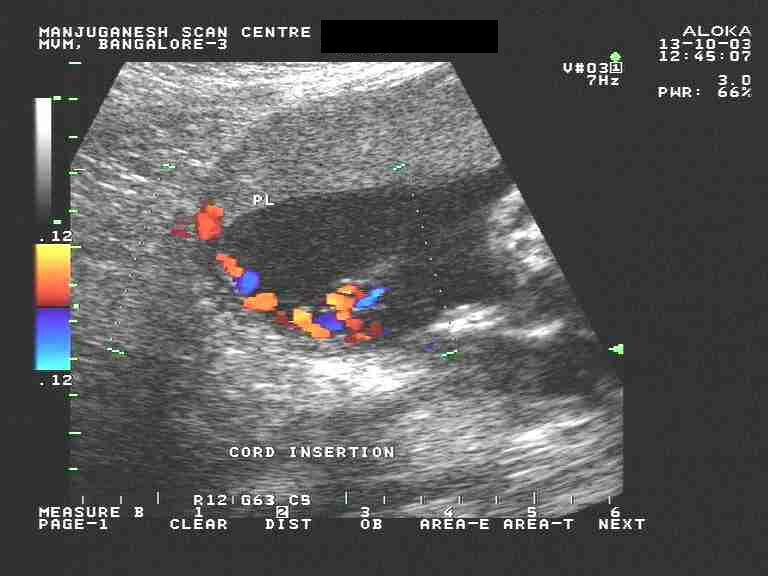 MANJUGANESH SCAN CENTRE
MVM, BANGALORE-3
ALOKA
13-10-03
12:45:07
V#031
7Hz
3.0
PWR: 66%
PL
.12
.12
CORD INSERTION
R12 G63 C5
MEASURE B 1 2 3 4 5 6
PAGE-1 CLEAR DIST OB AREA-E AREA-T NEXT